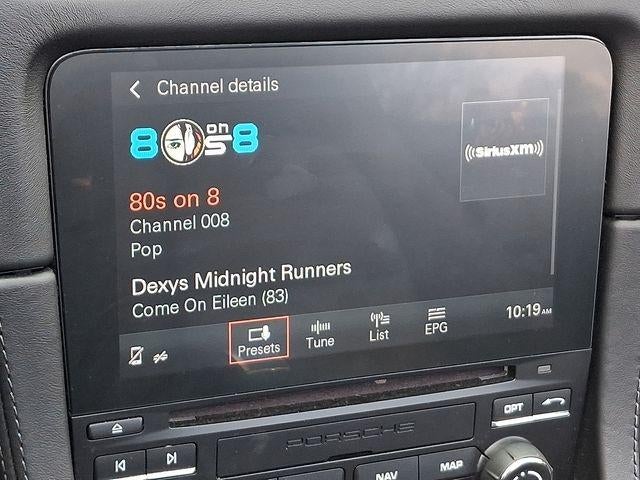 Channel details
8 on 8
80s on 8
Channel 008
Pop
SiriusXM
Dexys Midnight Runners
Come On Eileen (83)
Presets
Tune
List
EPG
10:19 AM
PORSCHE
OPT
NAV
MAP